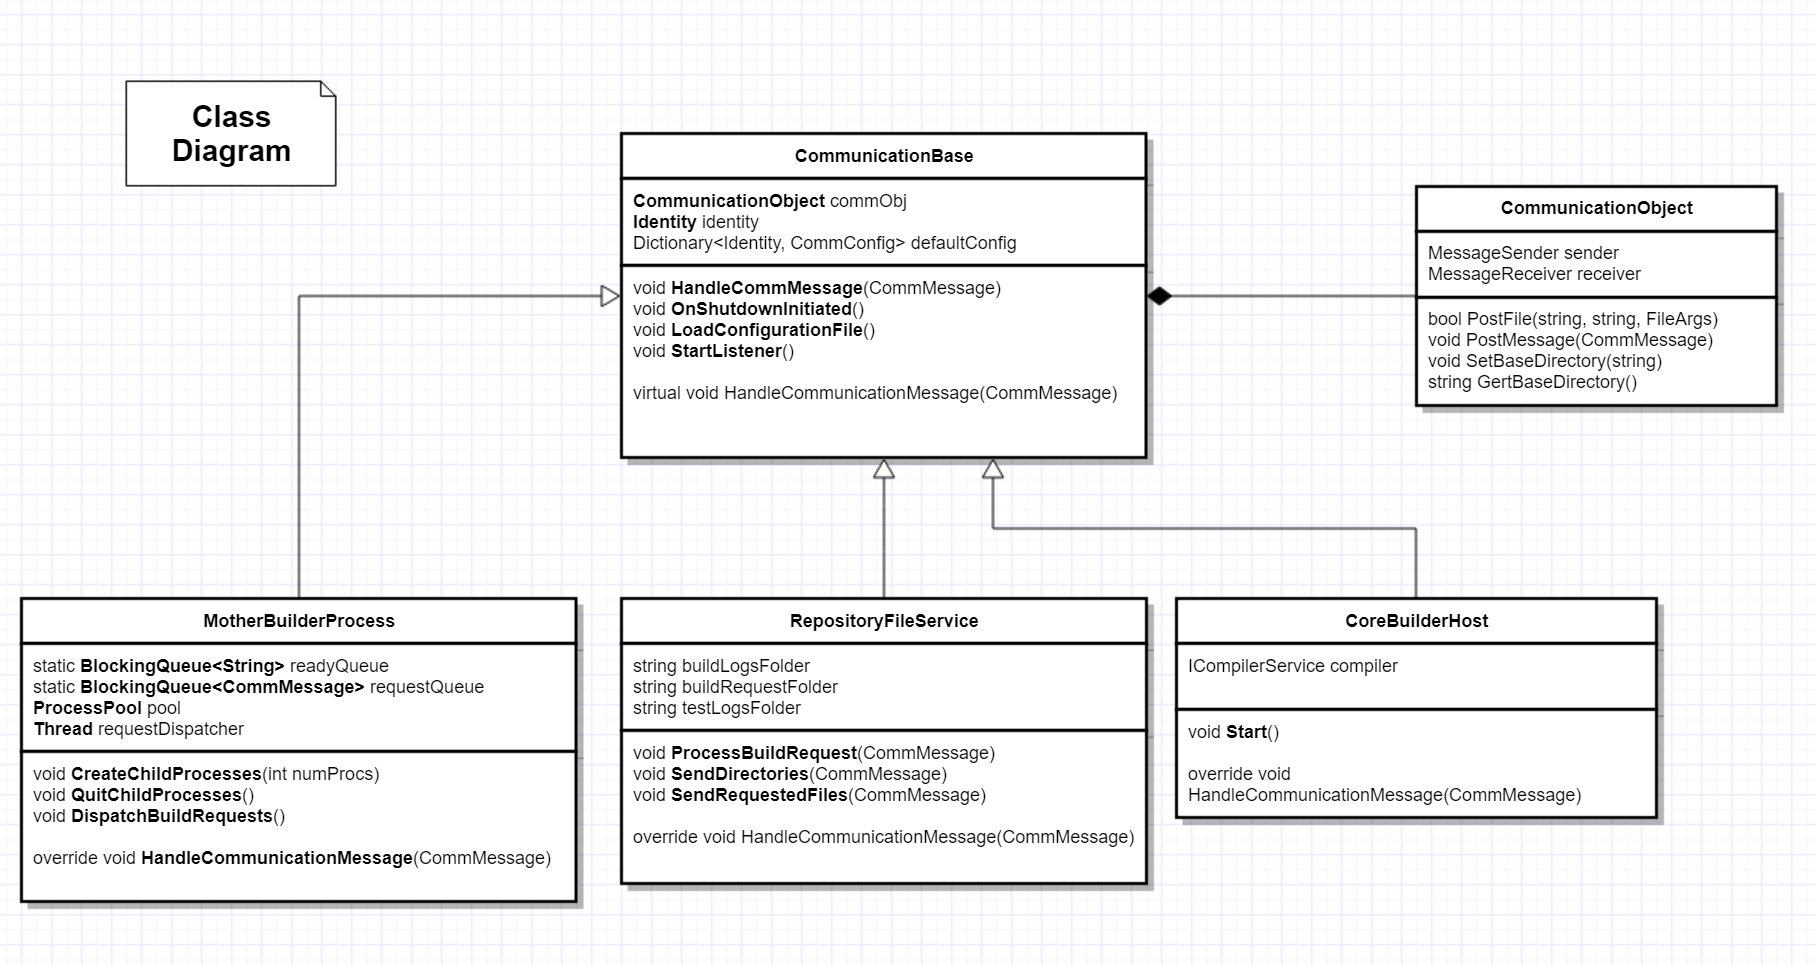 Class
Diagram
CommunicationBase
CommunicationObject commObj
Identity identity
Dictionary<Identity, CommConfig> defaultConfig
void HandleCommMessage(CommMessage)
void OnShutdownInitiated()
void LoadConfigurationFile()
void StartListener()
virtual void HandleCommunicationMessage(CommMessage)
CommunicationObject
MessageSender sender
MessageReceiver receiver
bool PostFile(string, string, FileArgs)
void PostMessage(CommMessage)
void SetBaseDirectory(string)
string GertBaseDirectory()
MotherBuilderProcess
static BlockingQueue<String> readyQueue
static BlockingQueue<CommMessage> requestQueue
ProcessPool pool
Thread requestDispatcher
void CreateChildProcesses(int numProcs)
void QuitChildProcesses()
void DispatchBuildRequests()
override void HandleCommunicationMessage(CommMessage)
RepositoryFileService
string buildLogsFolder
string buildRequestFolder
string testLogsFolder
void ProcessBuildRequest(CommMessage)
void SendDirectories(CommMessage)
void SendRequestedFiles(CommMessage)
override void HandleCommunicationMessage(CommMessage)
CoreBuilderHost
ICompilerService compiler
void Start()
override void
HandleCommunicationMessage(CommMessage)